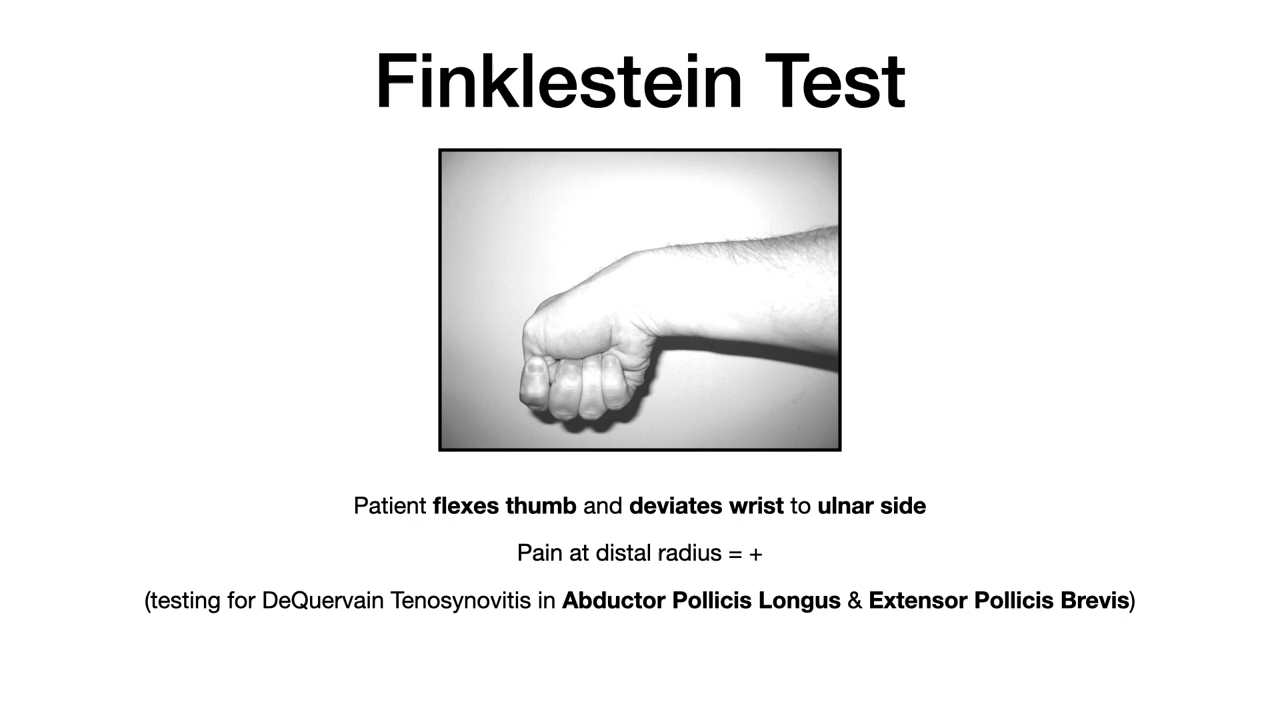 Finklestein Test
Patient flexes thumb and deviates wrist to ulnar side
Pain at distal radius = +
(testing for DeQuervain Tenosynovitis in Abductor Pollicis Longus & Extensor Pollicis Brevis)